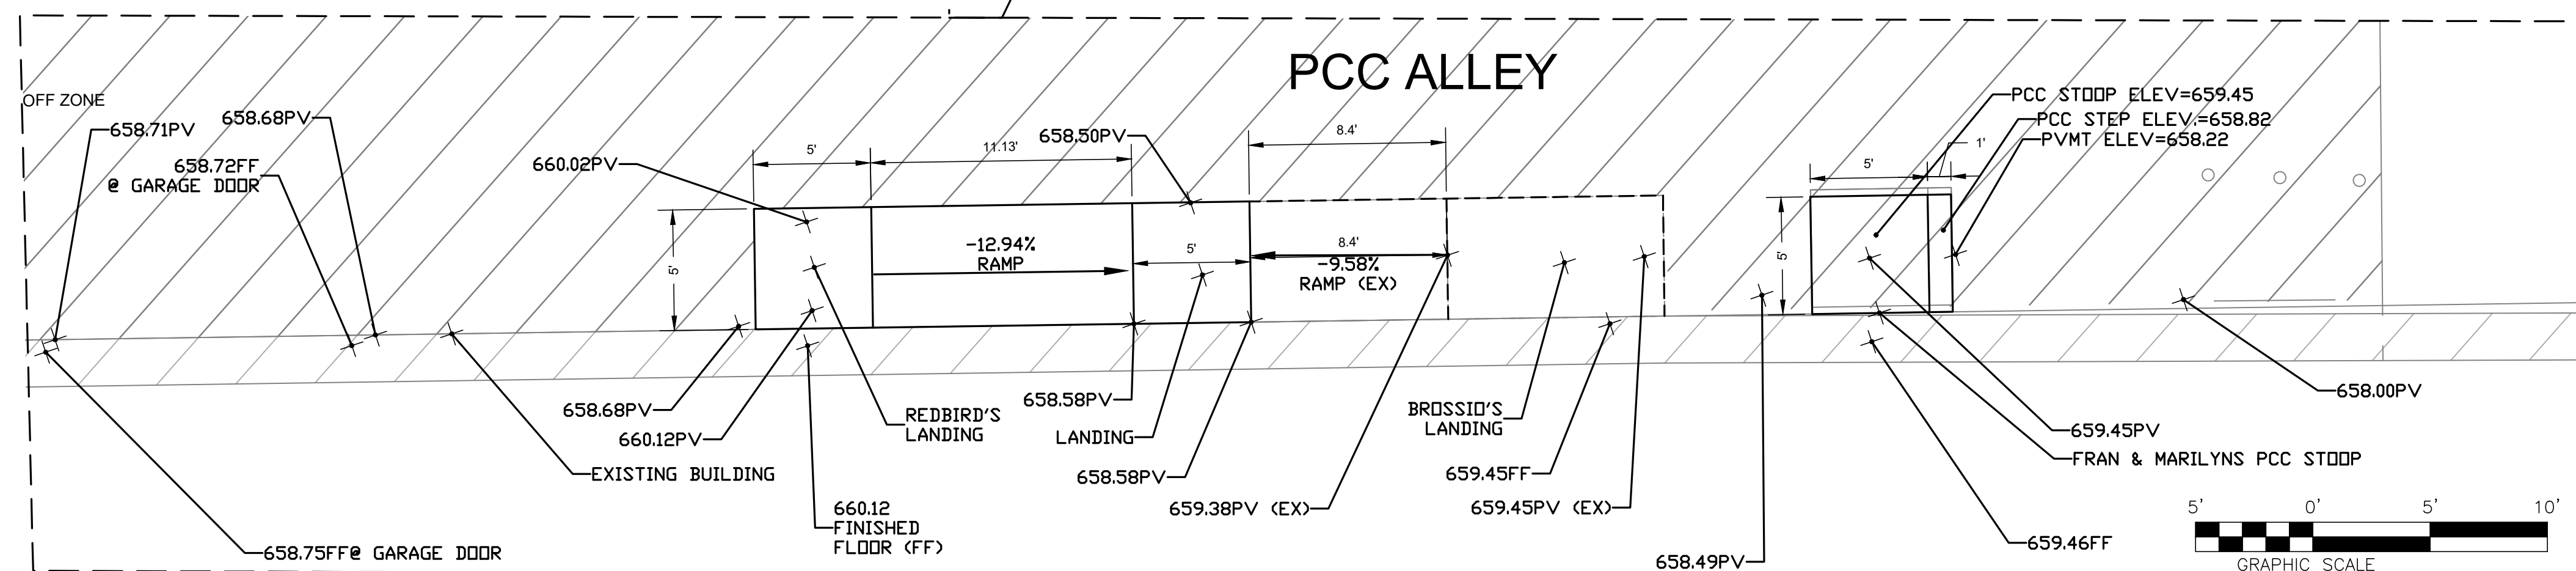 PCC ALLEY
OFF ZONE
658.71PV
658.68PV
658.72FF
@ GARAGE DOOR
660.02PV
5'
11.13'
658.50PV
8.4'
PCC STOOP ELEV=659.45
PCC STEP ELEV.=658.82
PVMT ELEV=658.22
5'
1'
5'
-12.94%
RAMP
5'
8.4'
-9.58%
RAMP (EX)
5'
658.68PV
660.12PV
EXISTING BUILDING
REDBIRD'S
LANDING
658.58PV
LANDING
658.58PV
BROSSIO'S
LANDING
659.45FF
659.38PV (EX)
659.45PV (EX)
658.00PV
659.45PV
FRAN & MARILYNS PCC STOOP
660.12
FINISHED
FLOOR (FF)
658.75FF@ GARAGE DOOR
658.49PV
659.46FF
5'
0'
5'
10'
GRAPHIC SCALE